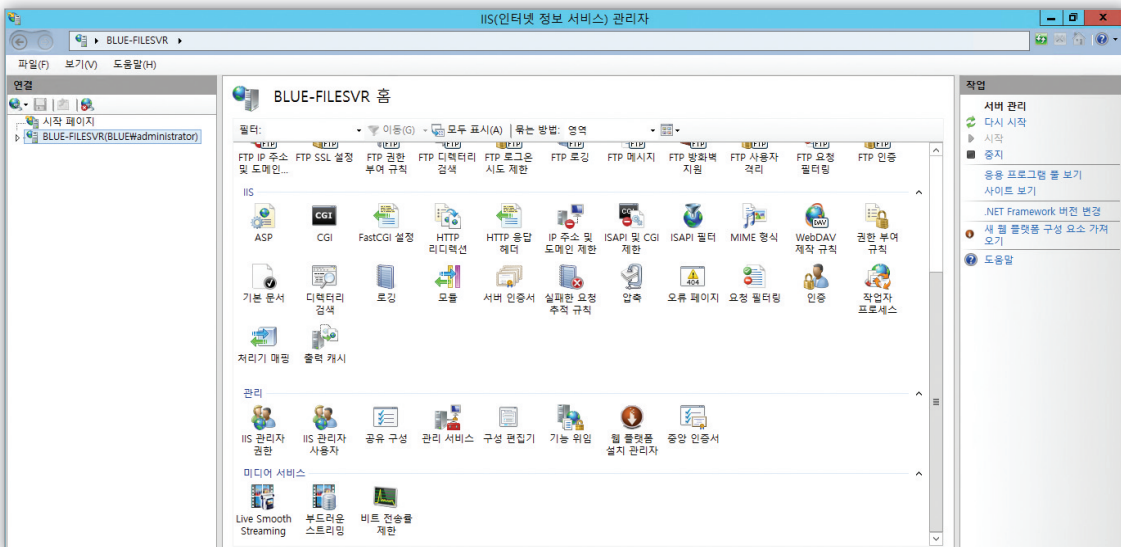 IIS(인터넷 정보 서비스) 관리자
BLUE-FILESVR
파일(F) 보기(V) 도움말(H)
연결
시작 페이지
BLUE-FILESVR(BLUE₩administrator)
BLUE-FILESVR 홈
필터: 이동(G) 모두 표시(A) 묶는 방법: 영역
FTP IP 주소 및 도메인...
FTP SSL 설정
FTP 권한 부여 규칙
FTP 디렉터리 검색
FTP 로그온 시도 제한
FTP 로깅
FTP 메시지
FTP 방화벽 지원
FTP 사용자 격리
FTP 요청 필터링
FTP 인증
IIS
ASP
CGI
CGI
FastCGI 설정
HTTP 리디렉션
HTTP 응답 헤더
IP 주소 및 도메인 제한
ISAPI 및 CGI 제한
ISAPI 필터
MIME 형식
DAV
WebDAV 제작 규칙
권한 부여 규칙
기본 문서
디렉터리 검색
로깅
모듈
서버 인증서
실패한 요청 추적 규칙
압축
404
오류 페이지
요청 필터링
인증
작업자 프로세스
처리기 매핑
출력 캐시
관리
IIS 관리자 권한
IIS 관리자 사용자
공유 구성
관리 서비스
구성 편집기
기능 위임
웹 플랫폼 설치 관리자
중앙 인증서
미디어 서비스
Live Smooth Streaming
부드러운 스트리밍
비트 전송률 제한
작업
서버 관리
다시 시작
시작
중지
응용 프로그램 풀 보기
사이트 보기
.NET Framework 버전 변경
새 웹 플랫폼 구성 요소 가져
오기
도움말